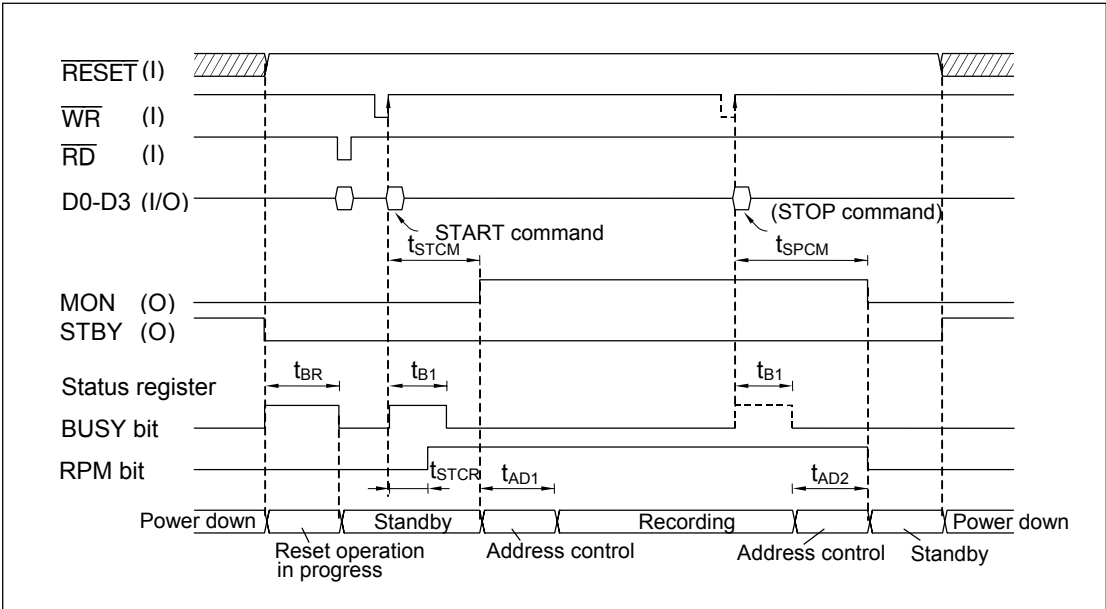 RESET (I)
WR (I)
RD (I)
D0-D3 (I/O)
START command
(STOP command)
tSTCM
tSPCM
MON (O)
STBY (O)
Status register
tBR
tB1
tB1
BUSY bit
RPM bit
tSTCR
tAD1
tAD2
Power down
Standby
Recording
Power down
Reset operation
in progress
Address control
Address control
Standby